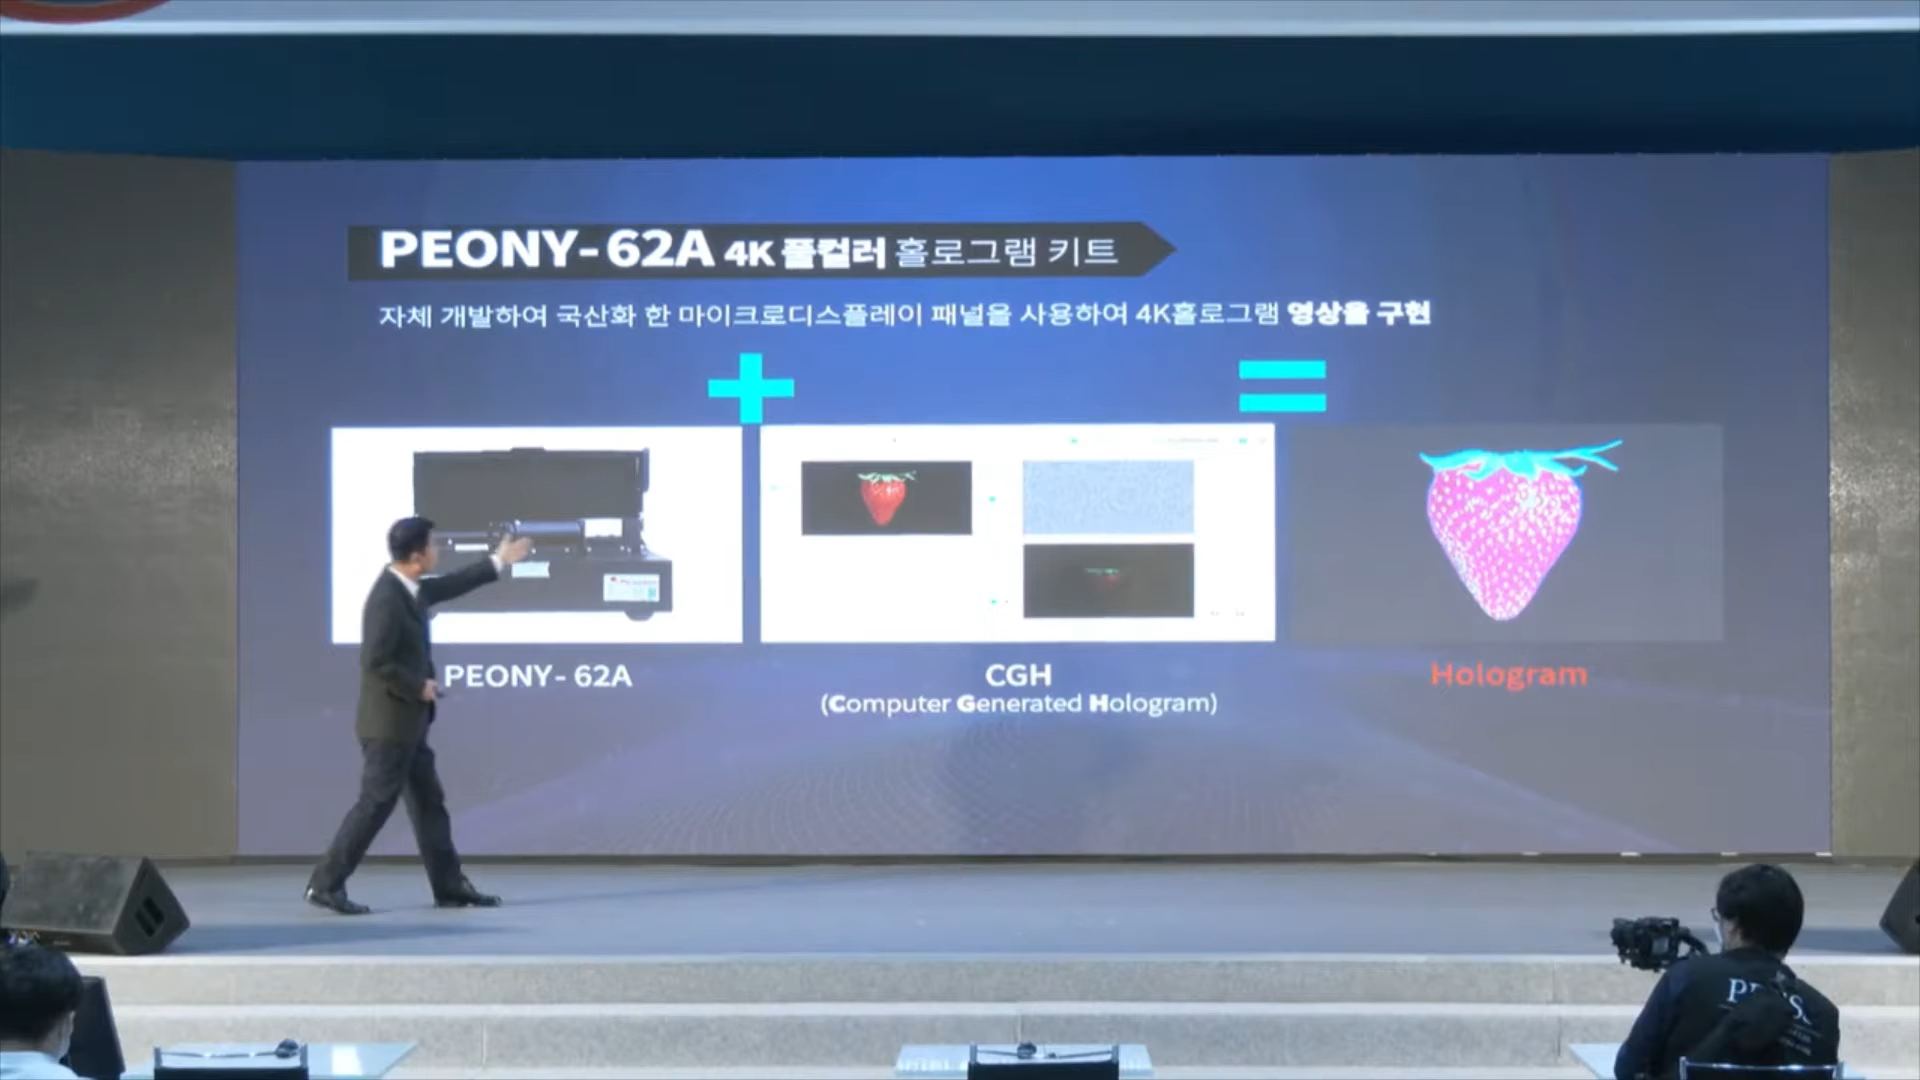 PEONY-62A 4K 풀컬러 홀로그램 키트
자체 개발하여 국산화 한 마이크로디스플레이 패널을 사용하여 4K홀로그램 영상을 구현
+
=
PEONY-62A
CGH
(Computer Generated Hologram)
Hologram